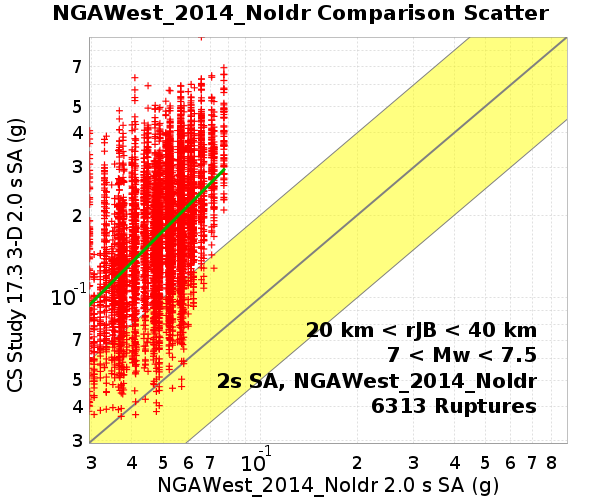 NGAWest_2014_NoIdr Comparison Scatter
CS Study 17.3 3-D 2.0 s SA (g)
7
5
4
3
2
10-1
7
5
4
3
20 km < rJB < 40 km
7 < Mw < 7.5
2s SA, NGAWest_2014_NoIdr
6313 Ruptures
3 4 5 6 7 10-1 2 3 4 5 6 7 8
NGAWest_2014_NoIdr 2.0 s SA (g)